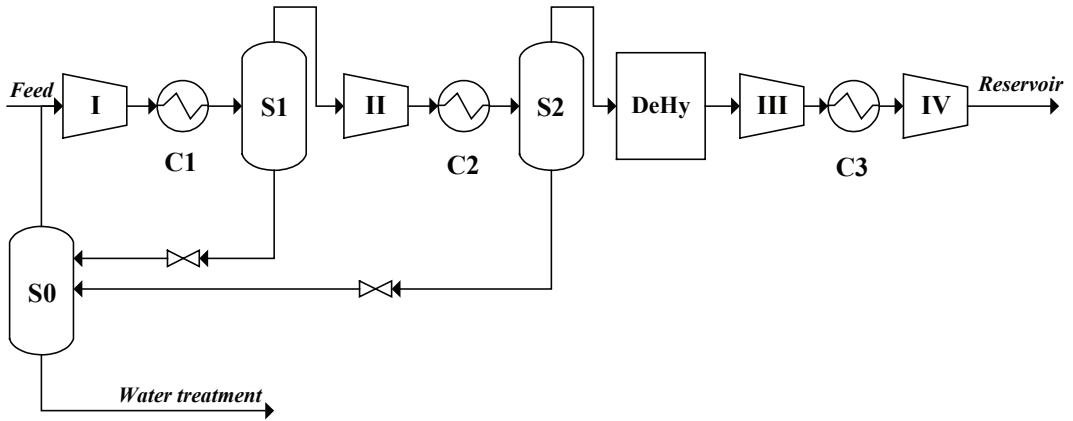 Feed
I
C1
S1
II
C2
S2
DeHy
III
C3
IV
Reservoir
S0
Water treatment